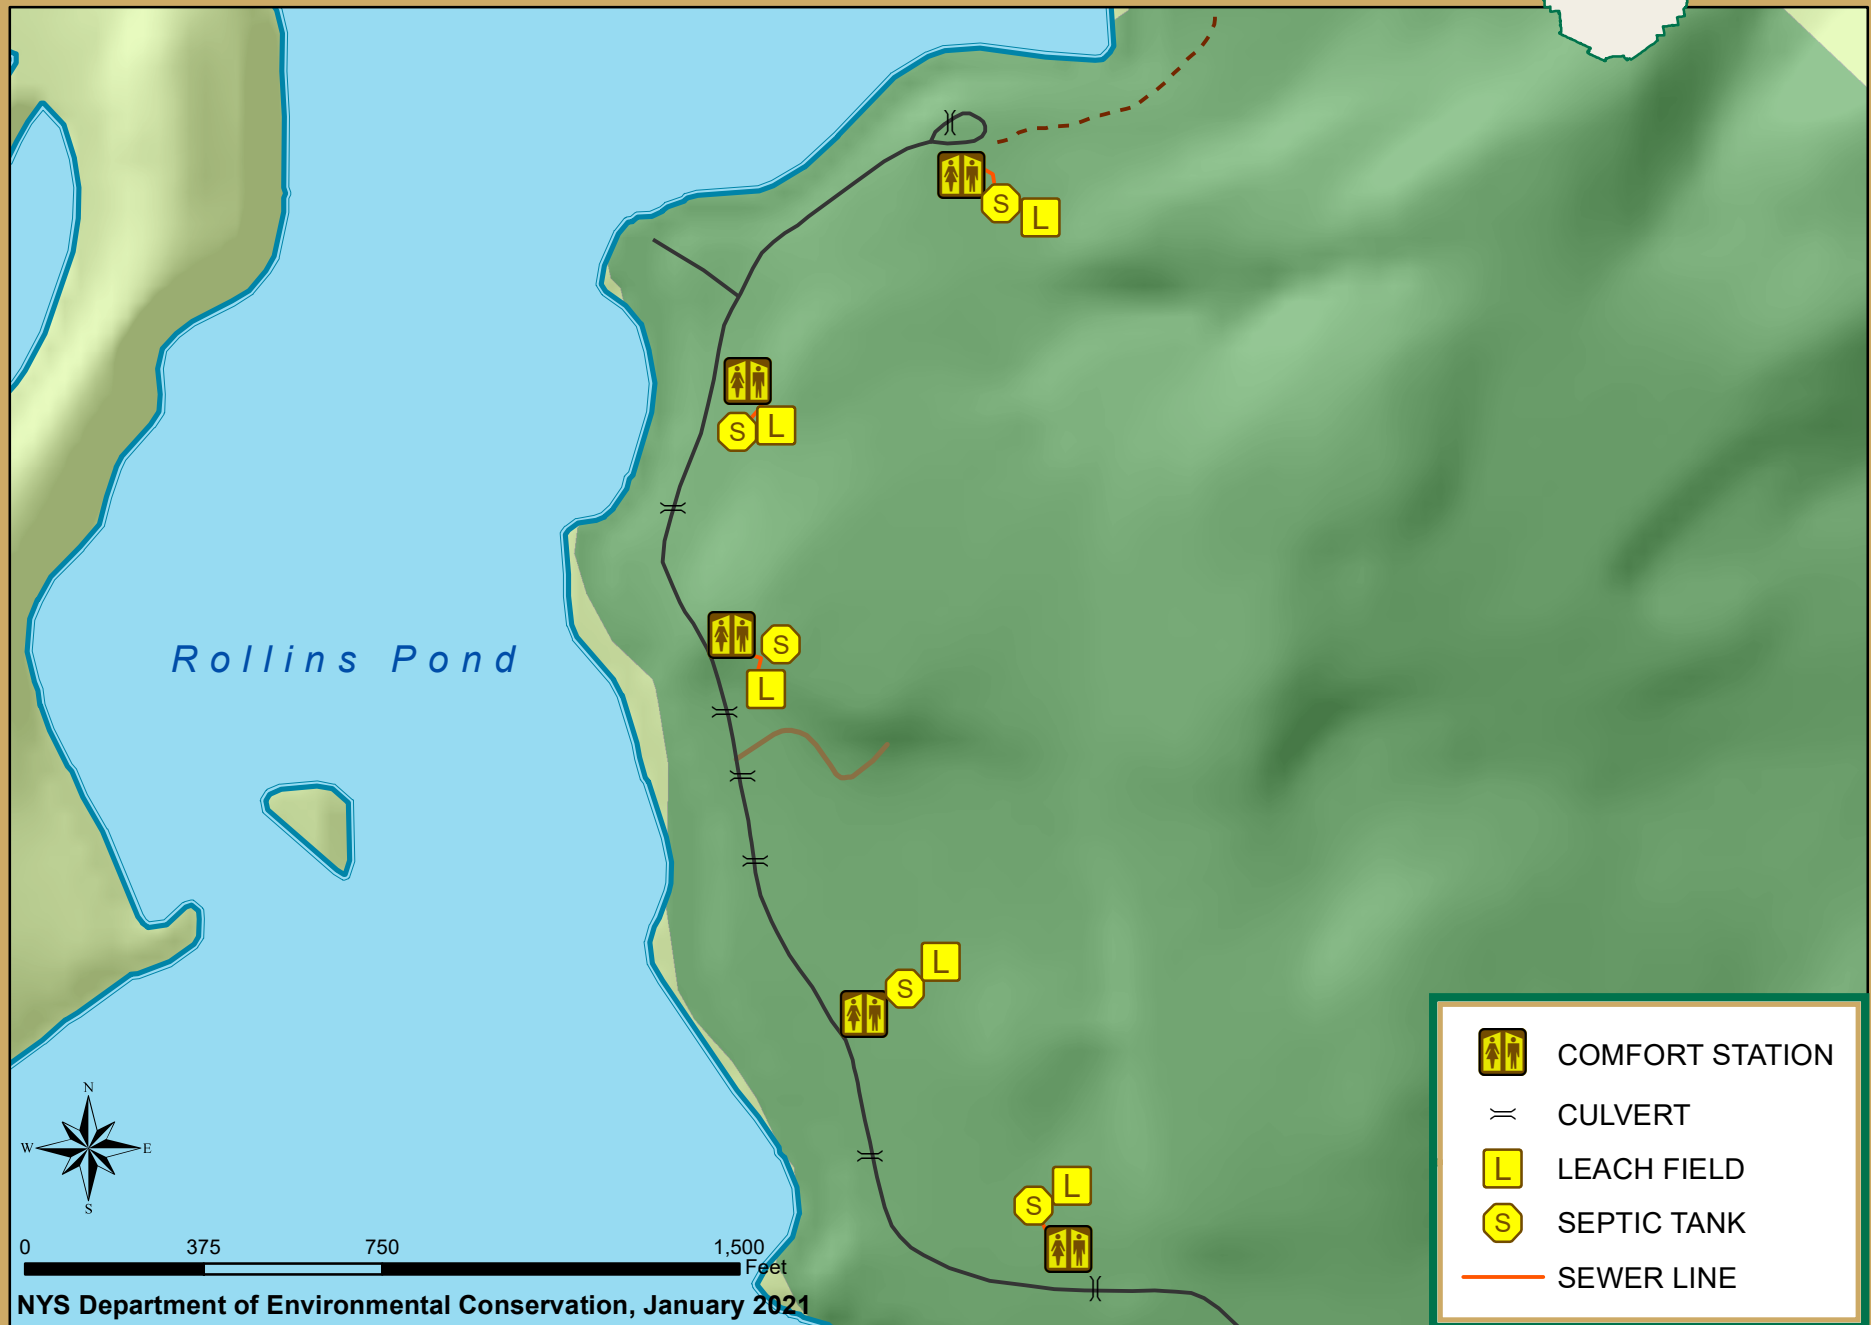 S
L
S
L
S
Rollins Pond
L
L
S
N
W
E
S
L
S
0 375 750 1,500
Feet
NYS Department of Environmental Conservation, January 2021
COMFORT STATION
CULVERT
L LEACH FIELD
S SEPTIC TANK
SEWER LINE